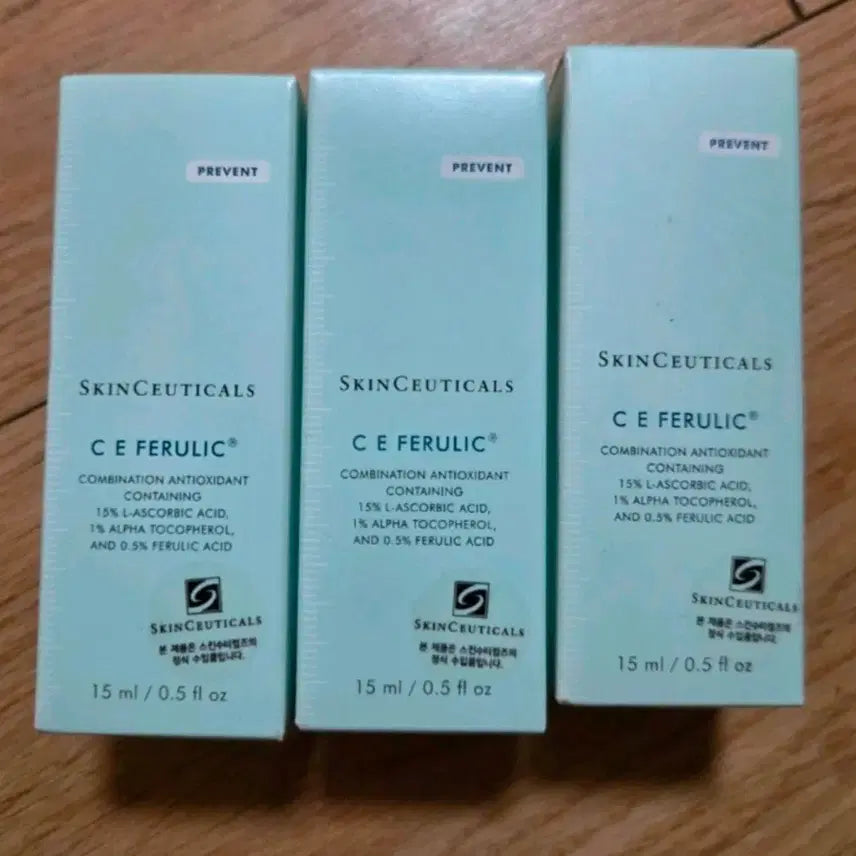 PREVENT
SKINCEUTICALS
C E FERULIC®
COMBINATION ANTIOXIDANT
CONTAINING
15% L-ASCORBIC ACID,
1% ALPHA TOCOPHEROL,
AND 0.5% FERULIC ACID
SKINCEUTICALS
본 제품은 스킨수티컬즈의
정식 수입품입니다.
15 ml / 0.5 fl oz
PREVENT
SKINCEUTICALS
C E FERULIC®
COMBINATION ANTIOXIDANT
CONTAINING
15% L-ASCORBIC ACID,
1% ALPHA TOCOPHEROL,
AND 0.5% FERULIC ACID
SKINCEUTICALS
본 제품은 스킨수티컬즈의
정식 수입품입니다.
15 ml / 0.5 fl oz
PREVENT
SKINCEUTICALS
C E FERULIC®
COMBINATION ANTIOXIDANT
CONTAINING
15% L-ASCORBIC ACID,
1% ALPHA TOCOPHEROL,
AND 0.5% FERULIC ACID
SKINCEUTICALS
본 제품은 스킨수티컬즈의
정식 수입품입니다.
15 ml / 0.5 fl oz